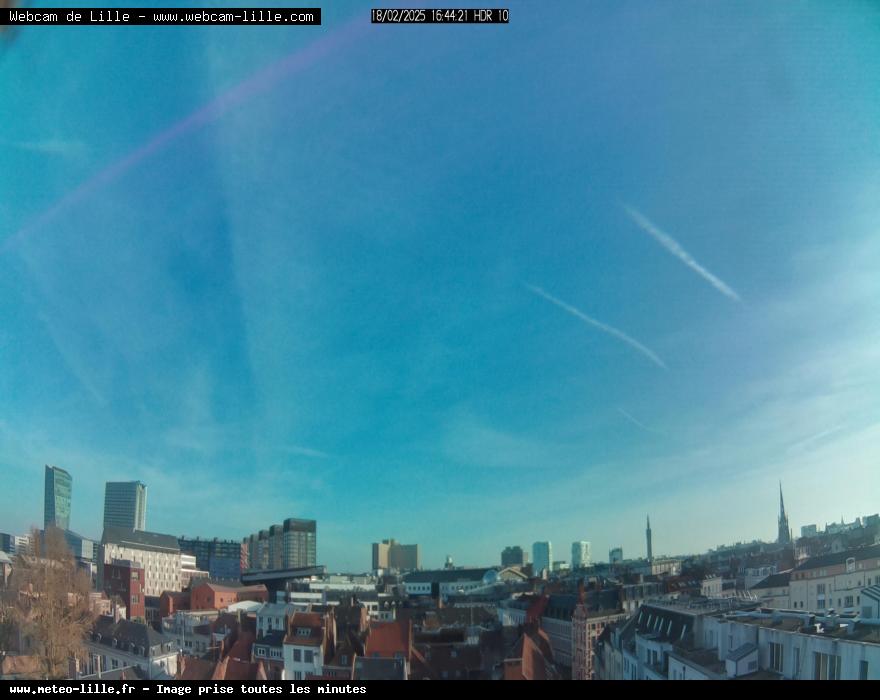 Webcam de Lille - www.webcam-lille.com
18/02/2025 16:44:21 HDR 10
www.meteo-lille.fr - Image prise toutes les minutes